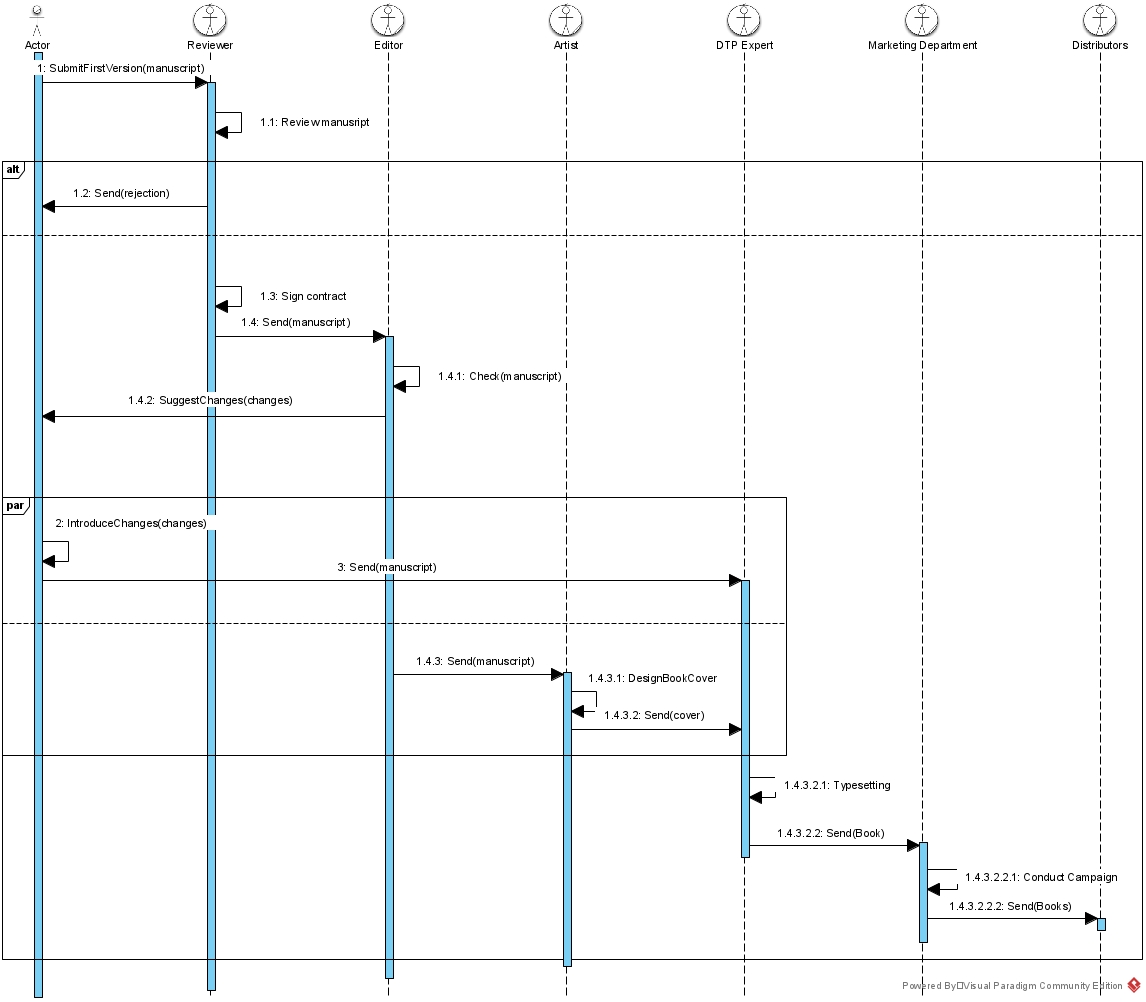 Actor Reviewer Editor Artist DTP Expert Marketing Department Distributors
1: SubmitFirstVersion(manuscript)
1.1: Review manusript
alt
1.2: Send(rejection)
1.3: Sign contract
1.4: Send(manuscript)
1.4.1: Check(manuscript)
1.4.2: SuggestChanges(changes)
par
2: IntroduceChanges(changes)
3: Send(manuscript)
1.4.3: Send(manuscript)
1.4.3.1: DesignBookCover
1.4.3.2: Send(cover)
1.4.3.2.1: Typesetting
1.4.3.2.2: Send(Book)
1.4.3.2.2.1: Conduct Campaign
1.4.3.2.2.2: Send(Books)
Powered By□Visual Paradigm Community Edition